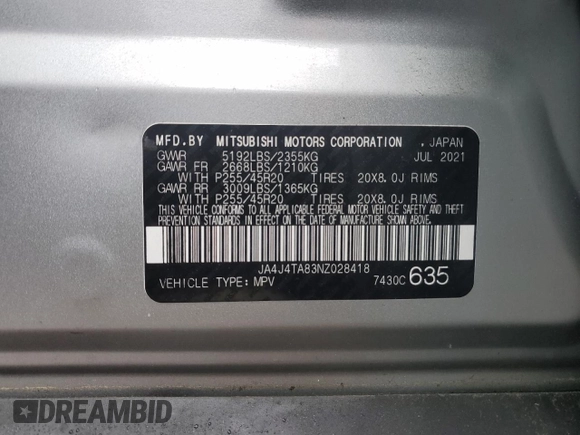 MFD.BY MITSUBISHI MOTORS CORPORATION , JAPAN
GVWR 5192LBS/2355KG JUL 2021
GAWR FR 2668LBS/1210KG
WITH P255/45R20 TIRES 20X8.0J RIMS
GAWR RR 3009LBS/1365KG
WITH P255/45R20 TIRES 20X8.0J RIMS
THIS VEHICLE CONFORMS TO ALL APPLICABLE FEDERAL MOTOR VEHICLE SAFETY AND THEFT
PREVENTION STANDARDS IN EFFECT ON THE DATE OF MANUFACTURE SHOWN ABOVE.
JA4J4TA83NZ028418
VEHICLE TYPE: MPV 7430C 635
DREAMBID